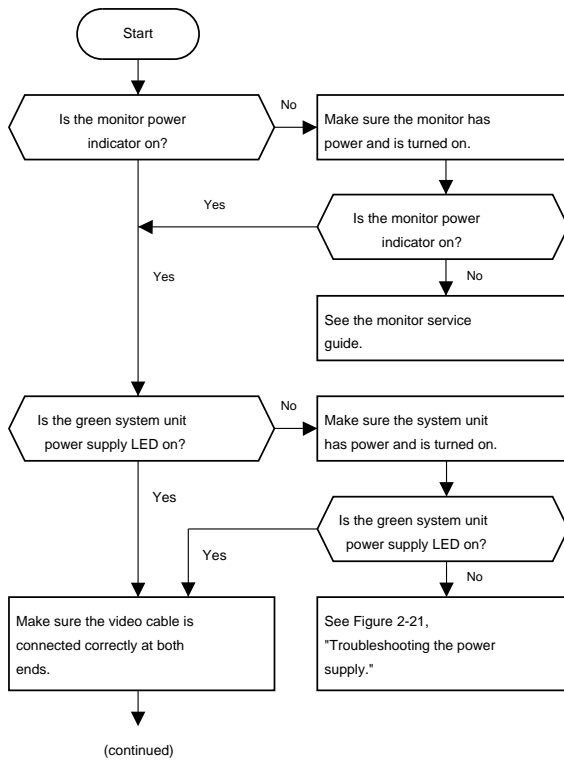 Start
Is the monitor power
indicator on?
No
Make sure the monitor has
power and is turned on.
Yes
Is the monitor power
indicator on?
Yes
No
See the monitor service
guide.
Is the green system unit
power supply LED on?
No
Make sure the system unit
has power and is turned on.
Yes
Is the green system unit
power supply LED on?
Yes
No
Make sure the video cable is
connected correctly at both
ends.
See Figure 2-21,
"Troubleshooting the power
supply."
(continued)